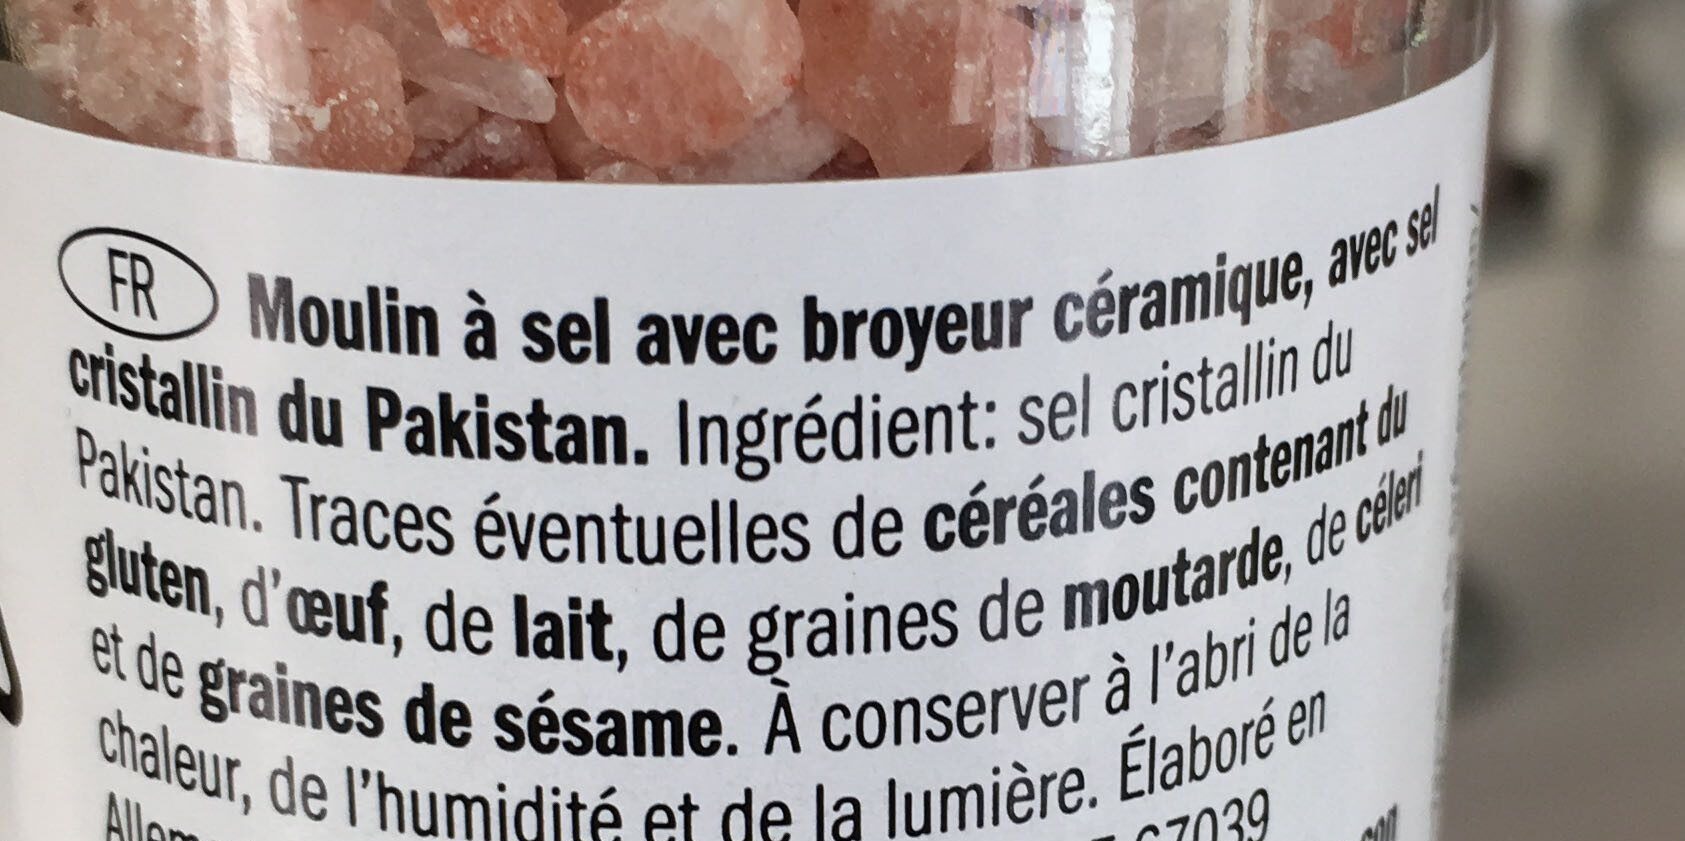 FR Moulin à sel avec broyeur céramique, avec sel
cristallin du Pakistan. Ingrédient: sel cristallin du
Pakistan. Traces éventuelles de céréales contenant du
gluten, d'œuf, de lait, de graines de moutarde, de céleri
et de graines de sésame. À conserver à l'abri de la
chaleur, de l'humidité et de la lumière. Élaboré en
67039